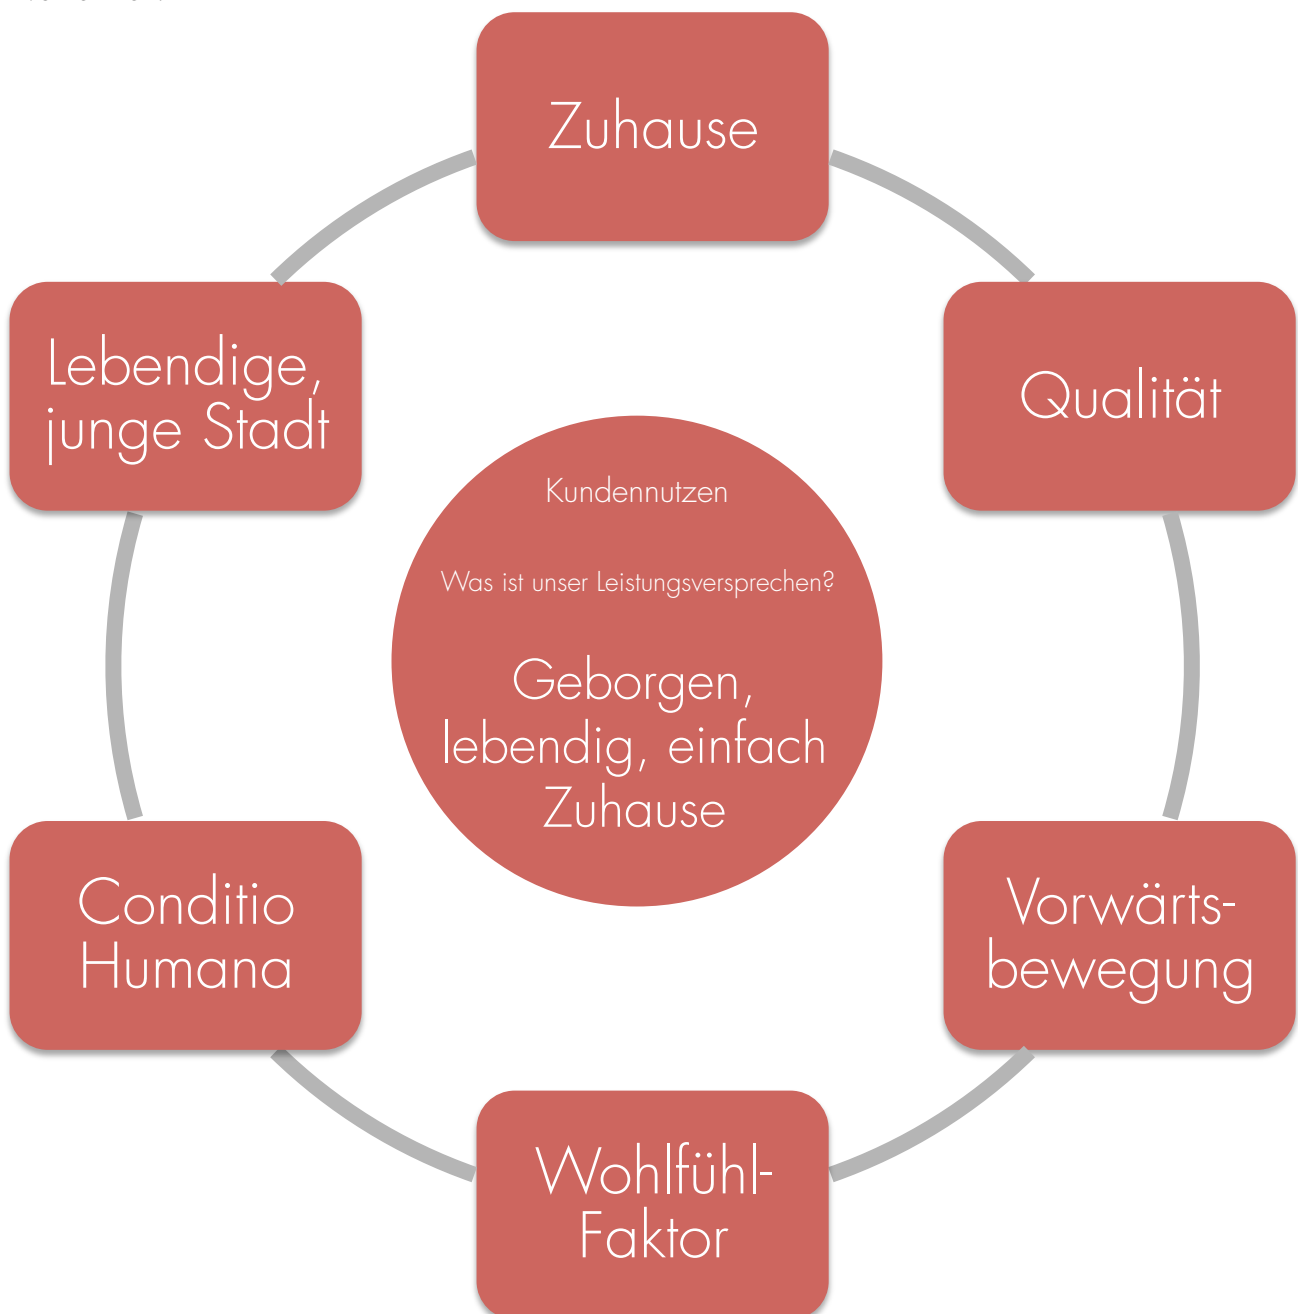 Zuhause
Lebendige,
junge Stadt
Qualität
Kundennutzen
Was ist unser Leistungsversprechen?
Geborgen,
lebendig, einfach
Zuhause
Conditio
Humana
Vorwärts-
bewegung
Wohlfühl-
Faktor